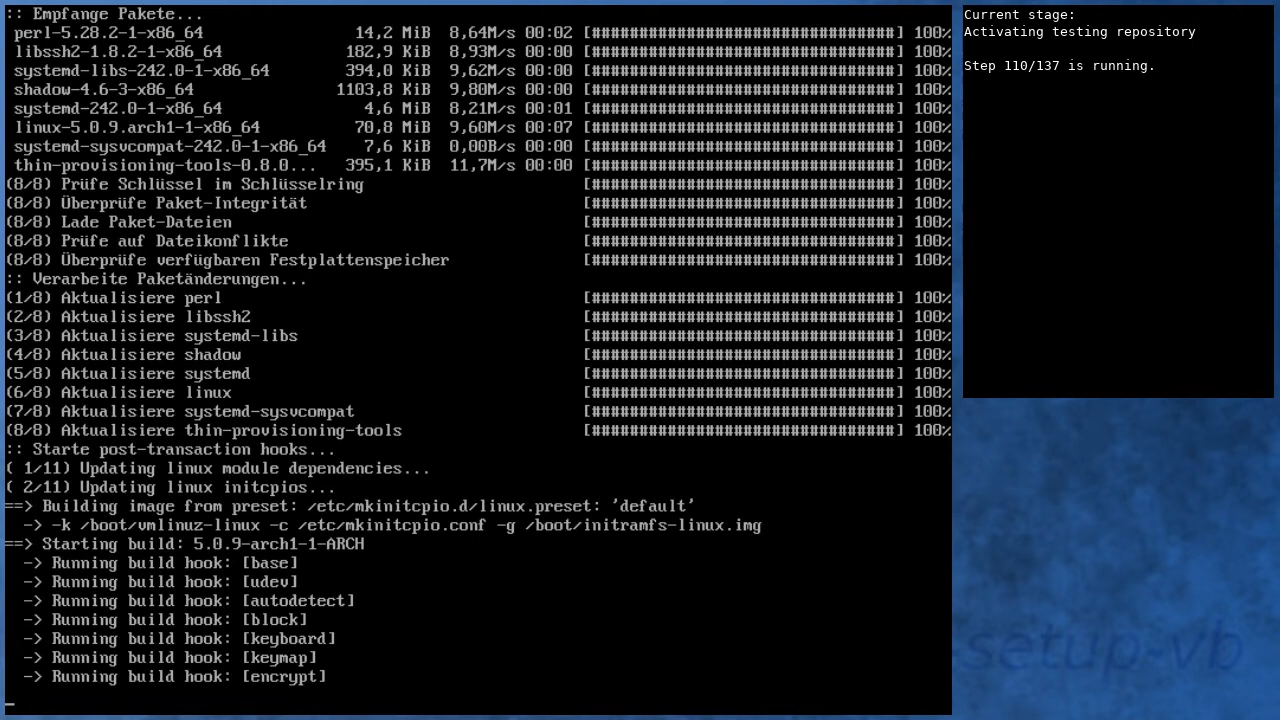 :: Empfange Pakete...
perl-5.28.2-1-x86_64 14,2 MiB 8,64M/s 00:02 [################################] 100%
libssh2-1.8.2-1-x86_64 182,9 KiB 8,93M/s 00:00 [################################] 100%
systemd-libs-242.0-1-x86_64 394,0 KiB 9,62M/s 00:00 [################################] 100%
shadow-4.6-3-x86_64 1103,8 KiB 9,80M/s 00:00 [################################] 100%
systemd-242.0-1-x86_64 4,6 MiB 8,21M/s 00:01 [################################] 100%
linux-5.0.9.arch1-1-x86_64 70,8 MiB 9,60M/s 00:07 [################################] 100%
systemd-sysvcompat-242.0-1-x86_64 7,6 KiB 0,00B/s 00:00 [################################] 100%
thin-provisioning-tools-0.8.0... 395,1 KiB 11,7M/s 00:00 [################################] 100%
(8/8) Prüfe Schlüssel im Schlüsselring [################################] 100%
(8/8) Überprüfe Paket-Integrität [################################] 100%
(8/8) Lade Paket-Dateien [################################] 100%
(8/8) Prüfe auf Dateikonflikte [################################] 100%
(8/8) Überprüfe verfügbaren Festplattenspeicher [################################] 100%
:: Verarbeite Paketänderungen...
(1/8) Aktualisiere perl [################################] 100%
(2/8) Aktualisiere libssh2 [################################] 100%
(3/8) Aktualisiere systemd-libs [################################] 100%
(4/8) Aktualisiere shadow [################################] 100%
(5/8) Aktualisiere systemd [################################] 100%
(6/8) Aktualisiere linux [################################] 100%
(7/8) Aktualisiere systemd-sysvcompat [################################] 100%
(8/8) Aktualisiere thin-provisioning-tools [################################] 100%
:: Starte post-transaction hooks...
( 1/11) Updating linux module dependencies...
( 2/11) Updating linux initcpios...
==> Building image from preset: /etc/mkinitcpio.d/linux.preset: 'default'
-> -k /boot/vmlinuz-linux -c /etc/mkinitcpio.conf -g /boot/initramfs-linux.img
==> Starting build: 5.0.9-arch1-1-ARCH
-> Running build hook: [base]
-> Running build hook: [udev]
-> Running build hook: [autodetect]
-> Running build hook: [block]
-> Running build hook: [keyboard]
-> Running build hook: [keymap]
-> Running build hook: [encrypt]
Current stage:
Activating testing repository
Step 110/137 is running.
setup-vb